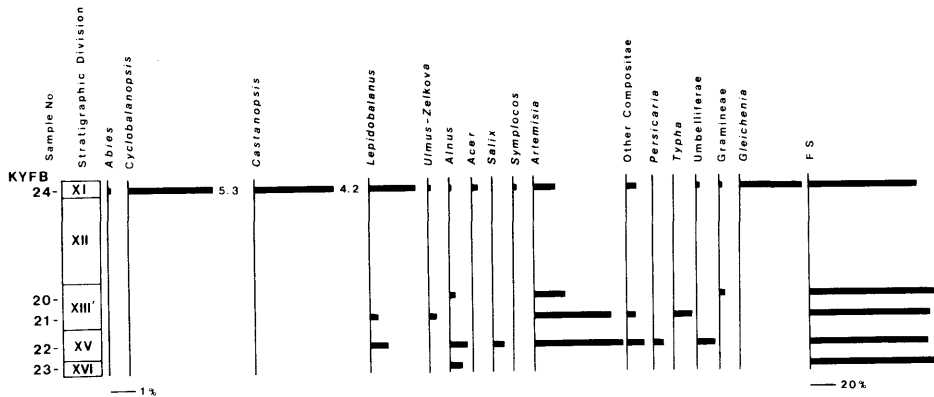 Sample No.
Stratigraphic Division
Abies
Cyclobalanopsis
Castanopsis
Lepidobalanus
Ulmus-Zelkova
Alnus
Acer
Salix
Symplocos
Artemisia
Other Compositae
Persicaria
Typha
Umbelliferae
Gramineae
Gleichenia
FS
KYFB
24- XI 5.3 4.2
XII
20-
XIII'
21-
22- XV
23- XVI
1%
20%